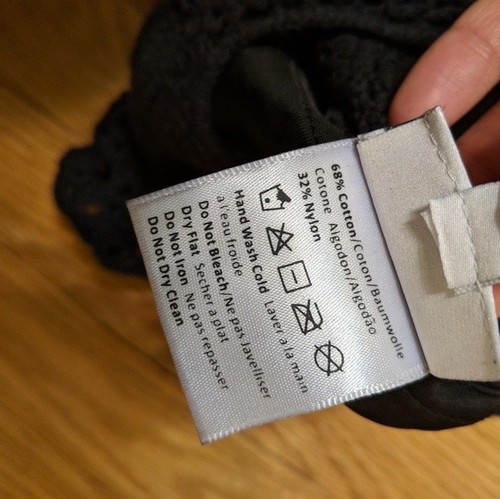 68% Cotton/Coton/Baumwolle
Cotone Algodon/Algodão
32% Nylon
Hand Wash Cold Laver a la main
a l'eau froide
Do Not Bleach/Ne pas Javelliser
Dry Flat Secher a plat
Do Not Iron Ne pas repasser
Do Not Dry Clean